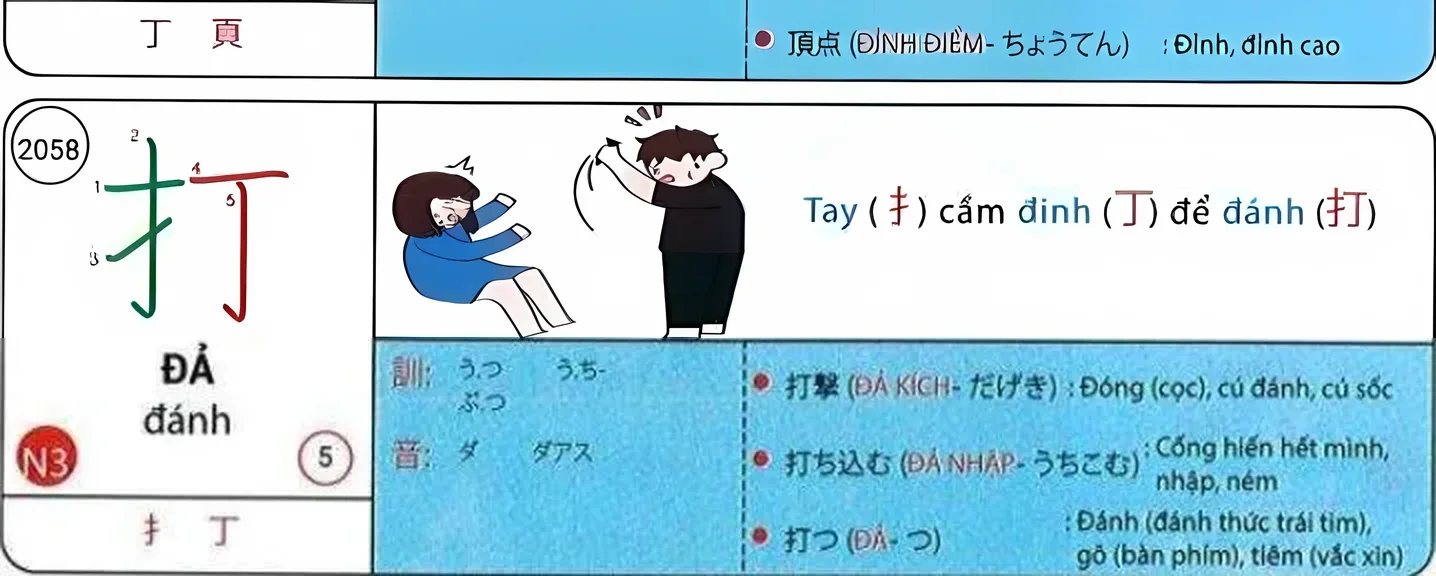 丁 頁
頂点 (ĐỈNH ĐIỂM- ちょうてん) : Đỉnh, đỉnh cao
2058
2
1
4
5
3
打
ĐẢ
đánh
N3
5
扌 丁
Tay (扌) cầm đinh (丁) để đánh (打)
訓: う.つ う.ち-
ぶ.つ
音: ダ ダアス
打撃 (ĐẢ KÍCH- だげき) : Đóng (cọc), cú đánh, cú sốc
打ち込む (ĐẢ NHẬP- うちこむ) : Cống hiến hết mình,
nhập, ném
打つ (ĐẢ- つ) : Đánh (đánh thức trái tim),
gõ (bàn phím), tiêm (vắc xin)